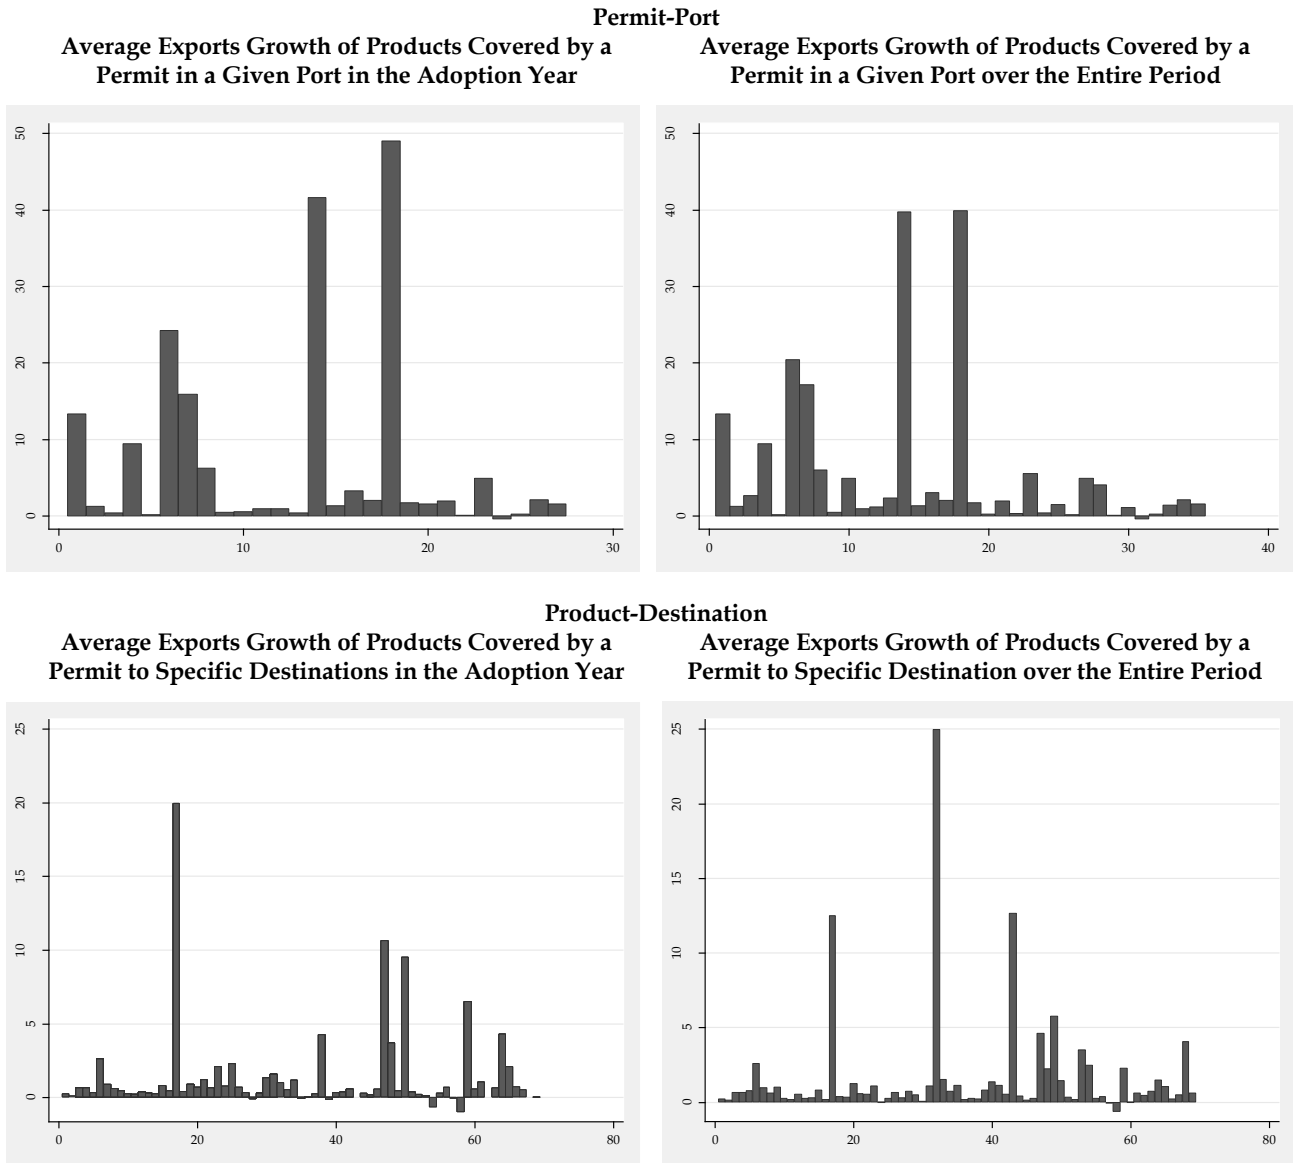 Permit-Port
Average Exports Growth of Products Covered by a
Permit in a Given Port in the Adoption Year
Average Exports Growth of Products Covered by a
Permit in a Given Port over the Entire Period
50
40
30
20
10
0
0 10 20 30
50
40
30
20
10
0
0 10 20 30 40
Product-Destination
Average Exports Growth of Products Covered by a
Permit to Specific Destinations in the Adoption Year
Average Exports Growth of Products Covered by a
Permit to Specific Destination over the Entire Period
25
20
15
10
5
0
0 20 40 60 80
25
20
15
10
5
0
0 20 40 60 80